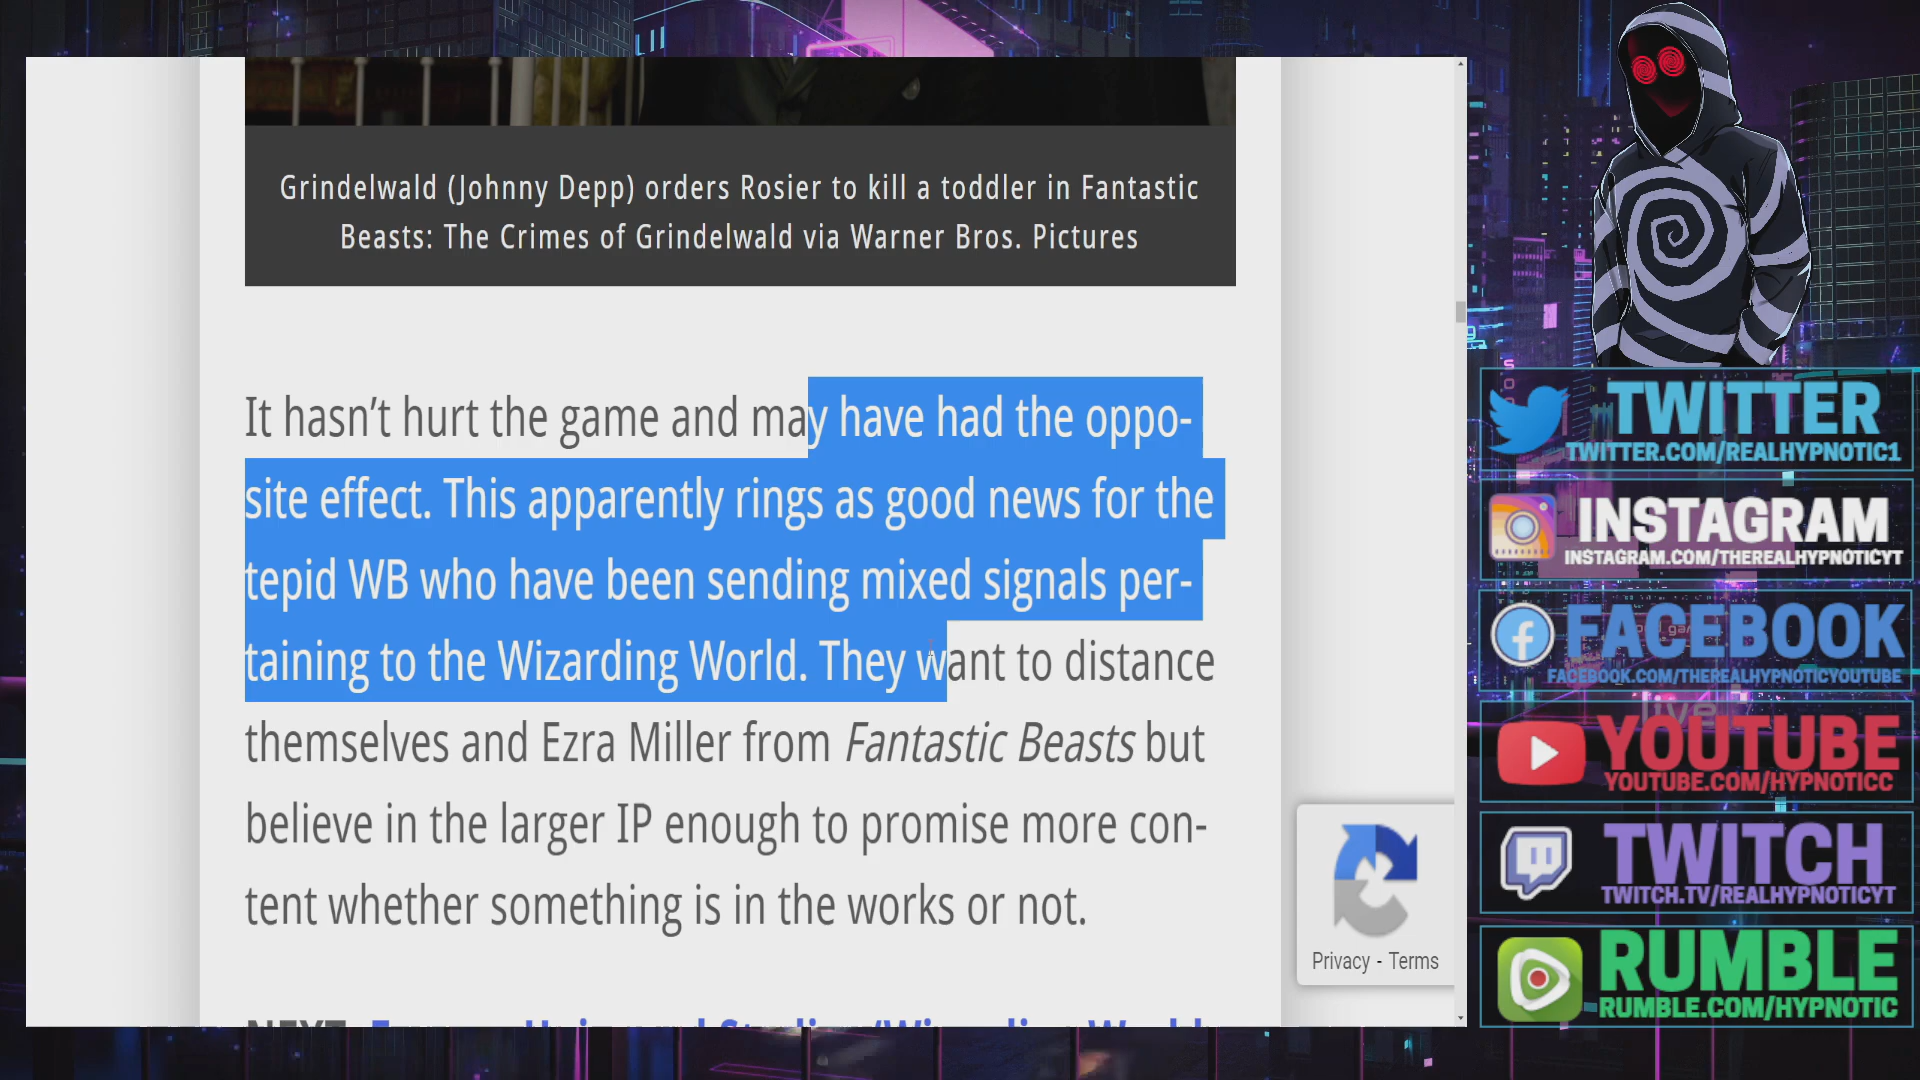 Grindelwald (Johnny Depp) orders Rosier to kill a toddler in Fantastic
Beasts: The Crimes of Grindelwald via Warner Bros. Pictures
It hasn’t hurt the game and may have had the oppo-
site effect. This apparently rings as good news for the
tepid WB who have been sending mixed signals per-
taining to the Wizarding World. They want to distance
themselves and Ezra Miller from Fantastic Beasts but
believe in the larger IP enough to promise more con-
tent whether something is in the works or not.
Privacy - Terms
TWITTER
TWITTER.COM/REALHYPNOTIC1
INSTAGRAM
INSTAGRAM.COM/THEREALHYPNOTICYT
FACEBOOK
FACEBOOK.COM/THEREALHYPNOTICYOUTUBE
YOUTUBE
YOUTUBE.COM/HYPNOTICC
TWITCH
TWITCH.TV/REALHYPNOTICYT
RUMBLE
RUMBLE.COM/HYPNOTIC